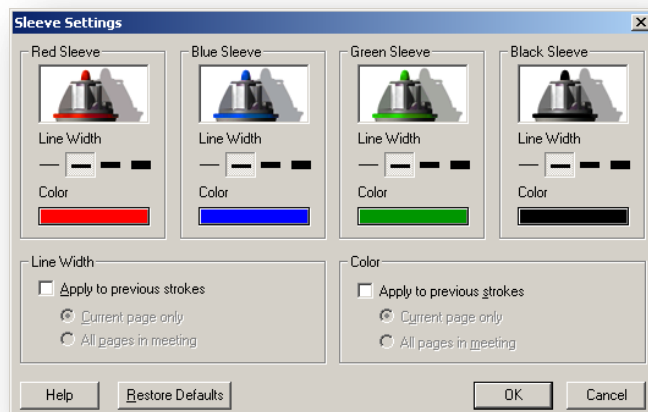 Sleeve Settings
Red Sleeve
Blue Sleeve
Green Sleeve
Black Sleeve
Line Width
Line Width
Line Width
Line Width
Color
Color
Color
Color
Line Width
Apply to previous strokes
Current page only
All pages in meeting
Color
Apply to previous strokes
Current page only
All pages in meeting
Help
Restore Defaults
OK
Cancel